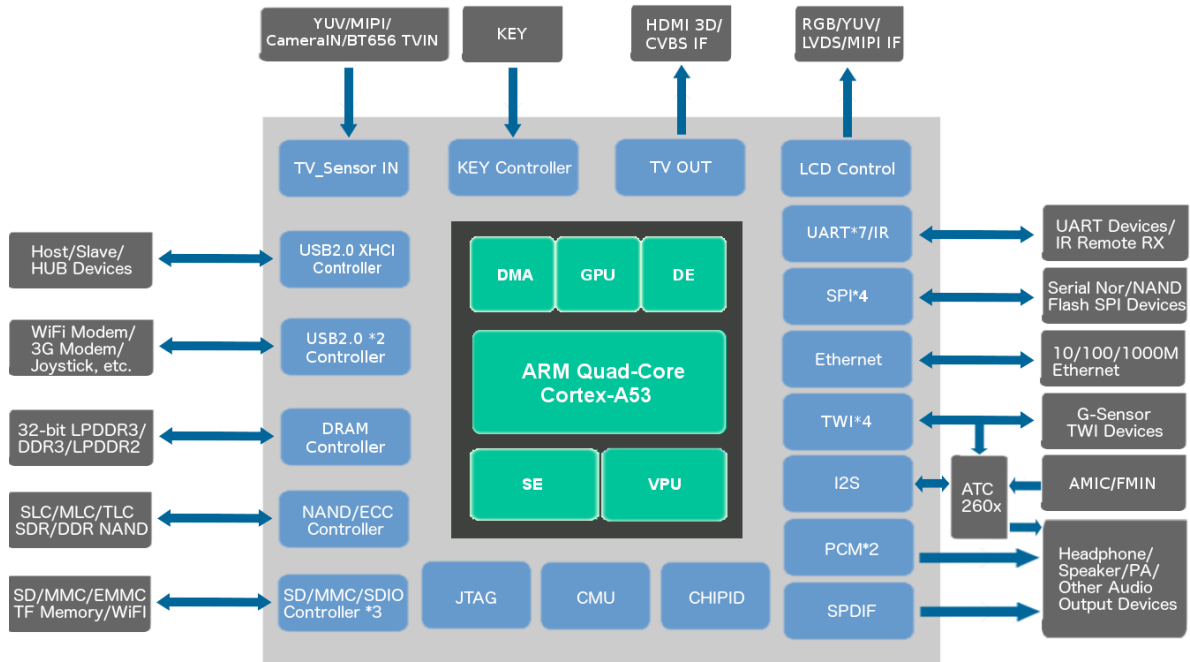 YUV/MIPI/
CameraIN/BT656 TVIN
KEY
HDMI 3D/
CVBS IF
RGB/YUV/
LVDS/MIPI IF
TV_Sensor IN
KEY Controller
TV OUT
LCD Control
Host/Slave/
HUB Devices
USB2.0 XHCI
Controller
WiFi Modem/
3G Modem/
Joystick, etc.
USB2.0 *2
Controller
32-bit LPDDR3/
DDR3/LPDDR2
DRAM
Controller
SLC/MLC/TLC
SDR/DDR NAND
NAND/ECC
Controller
SD/MMC/EMMC
TF Memory/WiFI
SD/MMC/SDIO
Controller *3
DMA
GPU
DE
ARM Quad-Core
Cortex-A53
SE
VPU
JTAG
CMU
CHIPID
UART*7/IR
UART Devices/
IR Remote RX
SPI*4
Serial Nor/NAND
Flash SPI Devices
Ethernet
10/100/1000M
Ethernet
TWI*4
G-Sensor
TWI Devices
I2S
ATC
260x
AMIC/FMIN
PCM*2
SPDIF
Headphone/
Speaker/PA/
Other Audio
Output Devices